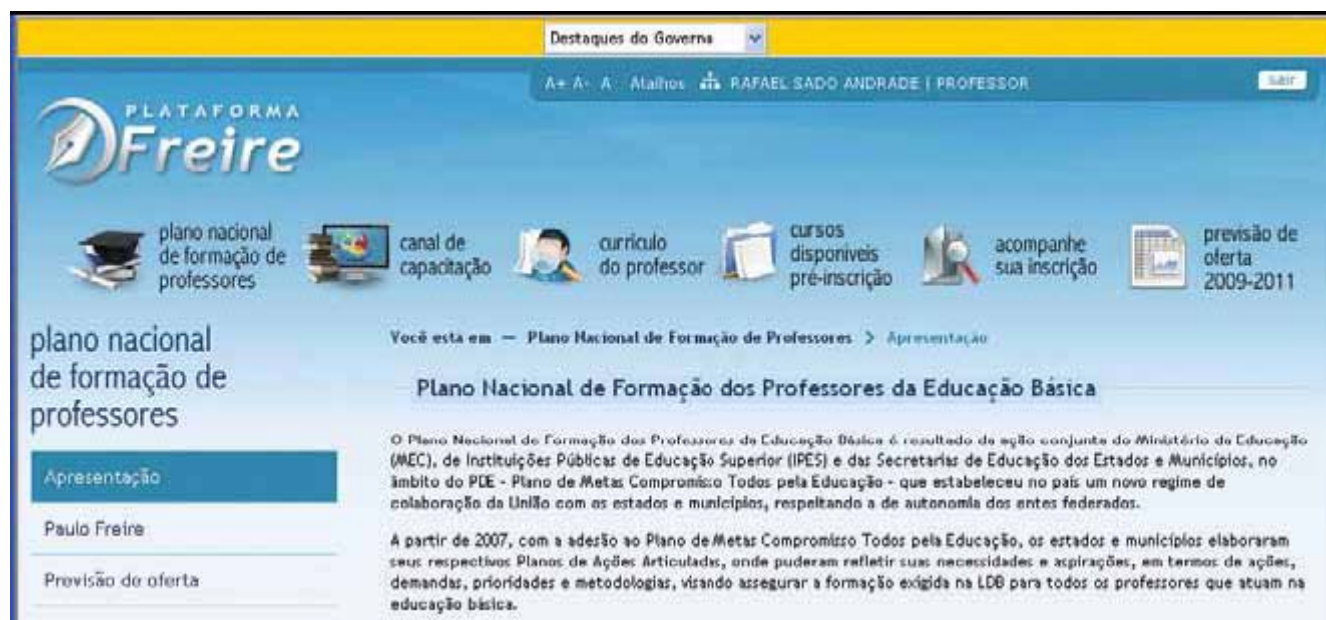 Destaques do Governo
A+ A- A Atalhos RAFAEL SADO ANDRADE | PROFESSOR sair
PLATAFORMA
Freire
plano nacional
de formação de
professores
canal de
capacitação
currículo
do professor
cursos
disponíveis
pré-inscrição
acompanhe
sua inscrição
previsão de
oferta
2009-2011
plano nacional
de formação de
professores
Apresentação
Paulo Freire
Previsão de oferta
Você esta em — Plano Nacional de Formação de Professores > Apresentação
Plano Nacional de Formação dos Professores da Educação Básica
O Plano Nacional de Formação dos Professores da Educação Básica é resultado da ação conjunta do Ministério da Educação
(MEC), de Instituições Públicas de Educação Superior (IPES) e das Secretarias de Educação dos Estados e Municípios, no
âmbito do PDE - Plano de Metas Compromisso Todos pela Educação - que estabeleceu no país um novo regime de
colaboração da União com os estados e municípios, respeitando a de autonomia dos entes federados.
A partir de 2007, com a adesão ao Plano de Metas Compromisso Todos pela Educação, os estados e municípios elaboraram
seus respectivos Planos de Ações Articuladas, onde puderam refletir suas necessidades e aspirações, em termos de ações,
demandas, prioridades e metodologias, visando assegurar a formação exigida na LDB para todos os professores que atuam na
educação básica.